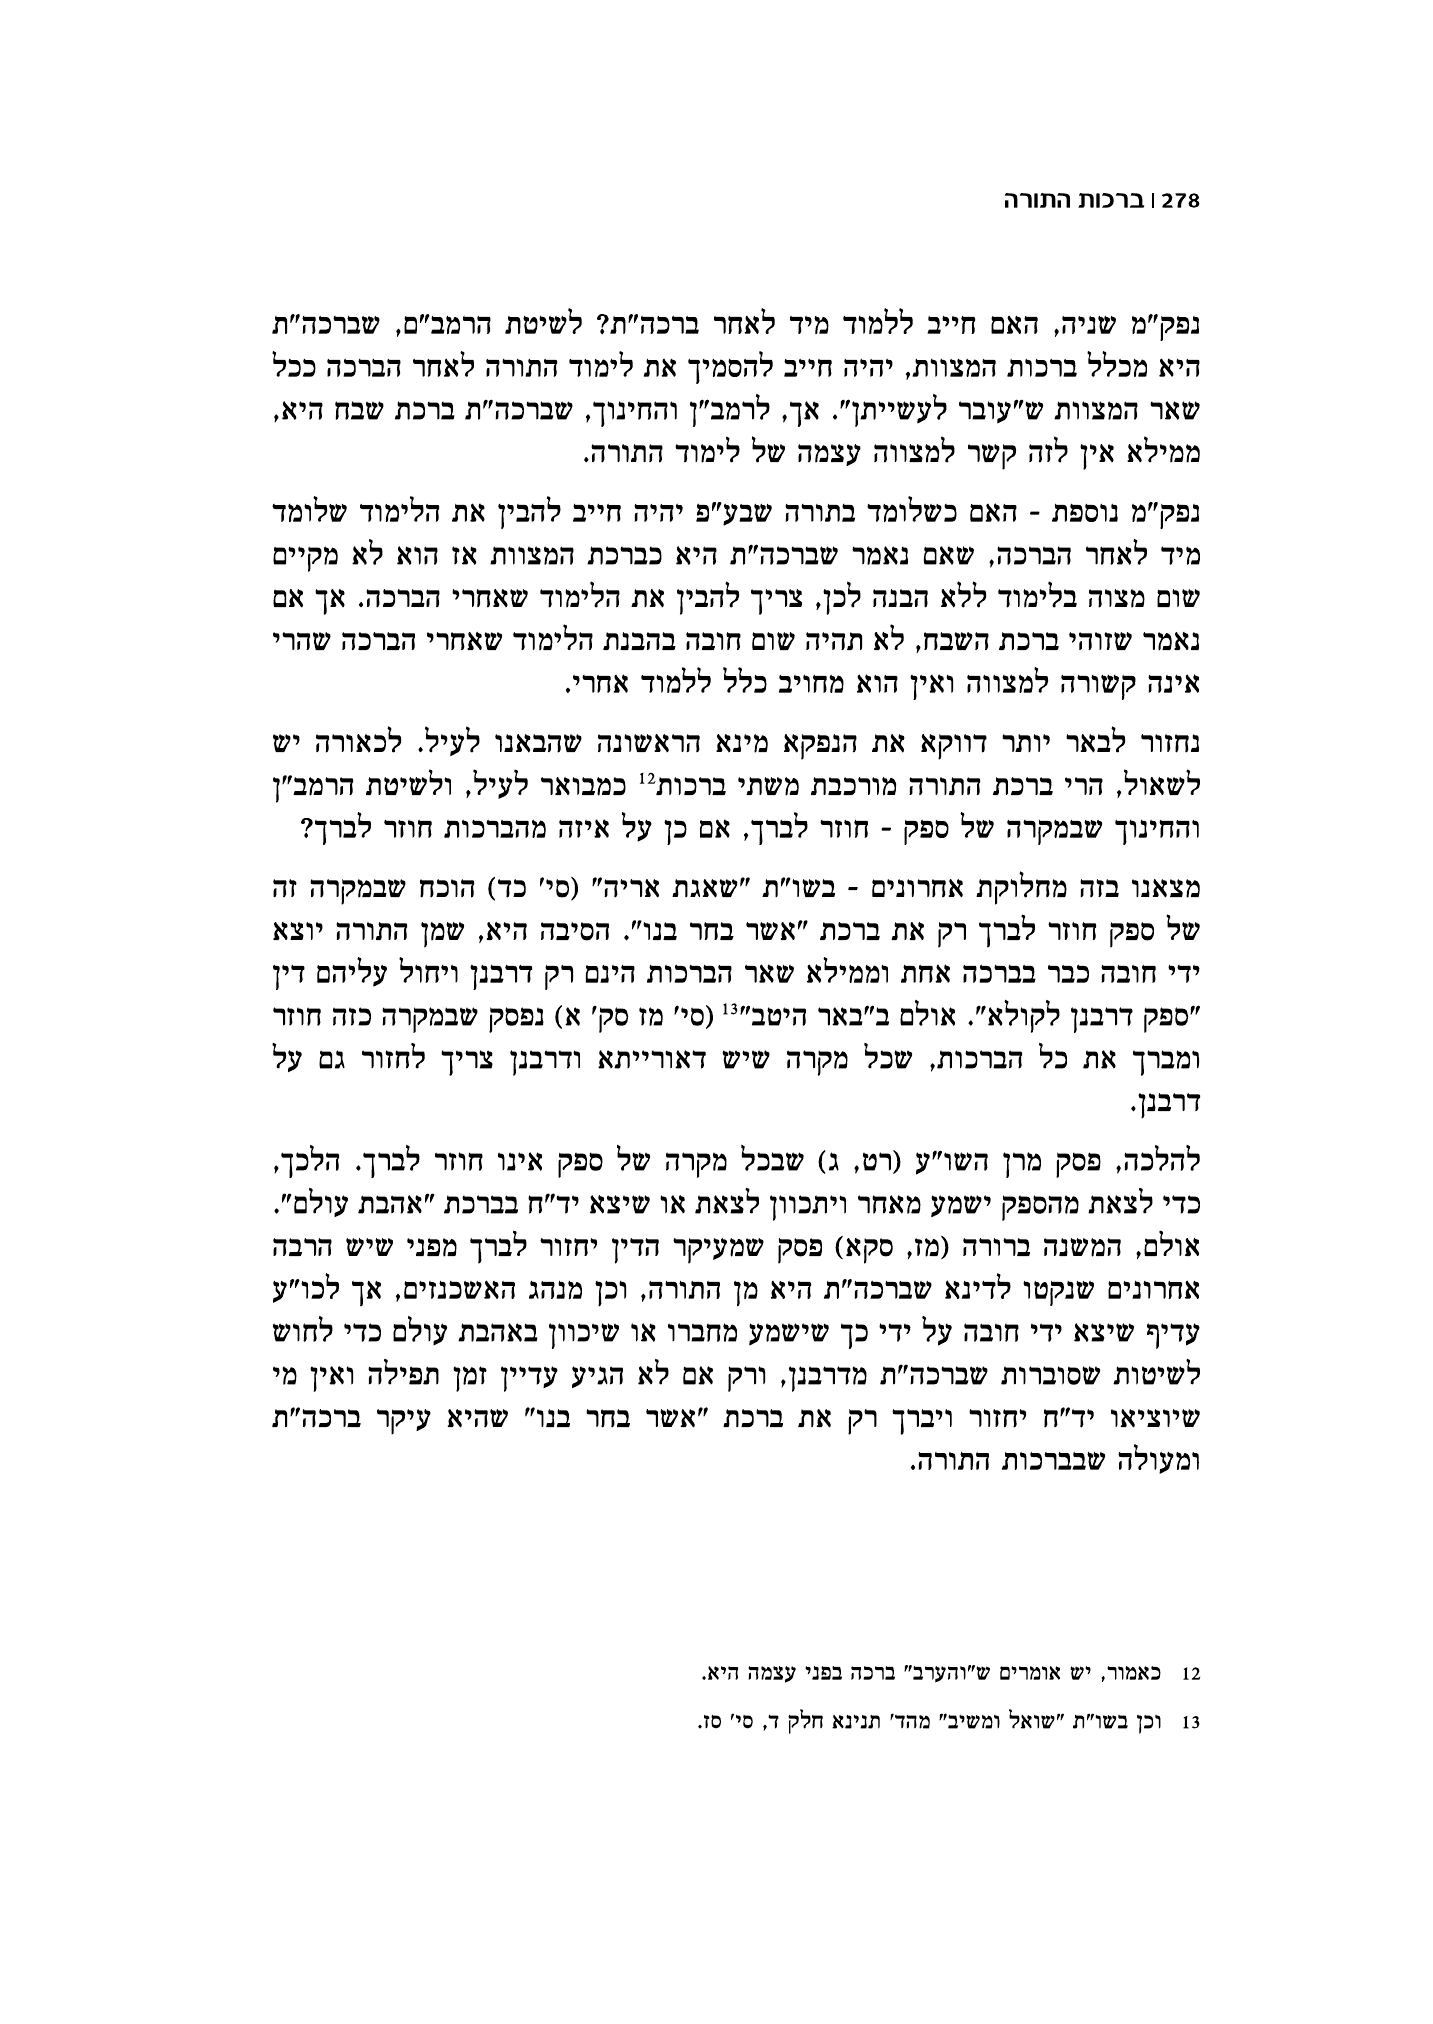 278 | ברכות התורה
נפק"מ שניה, האם חייב ללמוד מיד לאחר ברכה"ת? לשיטת הרמב"ם, שברכה"ת
היא מכלל ברכות המצוות, יהיה חייב להסמיך את לימוד התורה לאחר הברכה ככל
שאר המצוות ש"עובר לעשייתן". אך, לרמב"ן והחינוך, שברכה"ת ברכת שבח היא,
ממילא אין לזה קשר למצווה עצמה של לימוד התורה.
נפק"מ נוספת - האם כשלומד בתורה שבע"פ יהיה חייב להבין את הלימוד שלומד
מיד לאחר הברכה, שאם נאמר שברכה"ת היא כברכת המצוות אז הוא לא מקיים
שום מצוה בלימוד ללא הבנה לכן, צריך להבין את הלימוד שאחרי הברכה. אך אם
נאמר שזוהי ברכת השבח, לא תהיה שום חובה בהבנת הלימוד שאחרי הברכה שהרי
אינה קשורה למצווה ואין הוא מחויב כלל ללמוד אחרי.
נחזור לבאר יותר דווקא את הנפקא מינא הראשונה שהבאנו לעיל. לכאורה יש
לשאול, הרי ברכת התורה מורכבת משתי ברכות12 כמבואר לעיל, ולשיטת הרמב"ן
והחינוך שבמקרה של ספק - חוזר לברך, אם כן על איזה מהברכות חוזר לברך?
מצאנו בזה מחלוקת אחרונים - בשו"ת "שאגת אריה" (סי' כד) הוכח שבמקרה זה
של ספק חוזר לברך רק את ברכת "אשר בחר בנו". הסיבה היא, שמן התורה יוצא
ידי חובה כבר בברכה אחת וממילא שאר הברכות הינם רק דרבנן ויחול עליהם דין
"ספק דרבנן לקולא". אולם ב"באר היטב"13 (סי' מז סק' א) נפסק שבמקרה כזה חוזר
ומברך את כל הברכות, שכל מקרה שיש דאורייתא ודרבנן צריך לחזור גם על
דרבנן.
להלכה, פסק מרן השו"ע (רט, ג) שבכל מקרה של ספק אינו חוזר לברך. הלכך,
כדי לצאת מהספק ישמע מאחר ויתכוון לצאת או שיצא יד"ח בברכת "אהבת עולם".
אולם, המשנה ברורה (מז, סקא) פסק שמעיקר הדין יחזור לברך מפני שיש הרבה
אחרונים שנקטו לדינא שברכה"ת היא מן התורה, וכן מנהג האשכנזים, אך לכו"ע
עדיף שיצא ידי חובה על ידי כך שישמע מחברו או שיכוון באהבת עולם כדי לחוש
לשיטות שסוברות שברכה"ת מדרבנן, ורק אם לא הגיע עדיין זמן תפילה ואין מי
שיוציאו יד"ח יחזור ויברך רק את ברכת "אשר בחר בנו" שהיא עיקר ברכה"ת
ומעולה שבברכות התורה.
12 כאמור, יש אומרים ש"והערב" ברכה בפני עצמה היא.
13 וכן בשו"ת "שואל ומשיב" מהד' תנינא חלק ד, סי' סז.